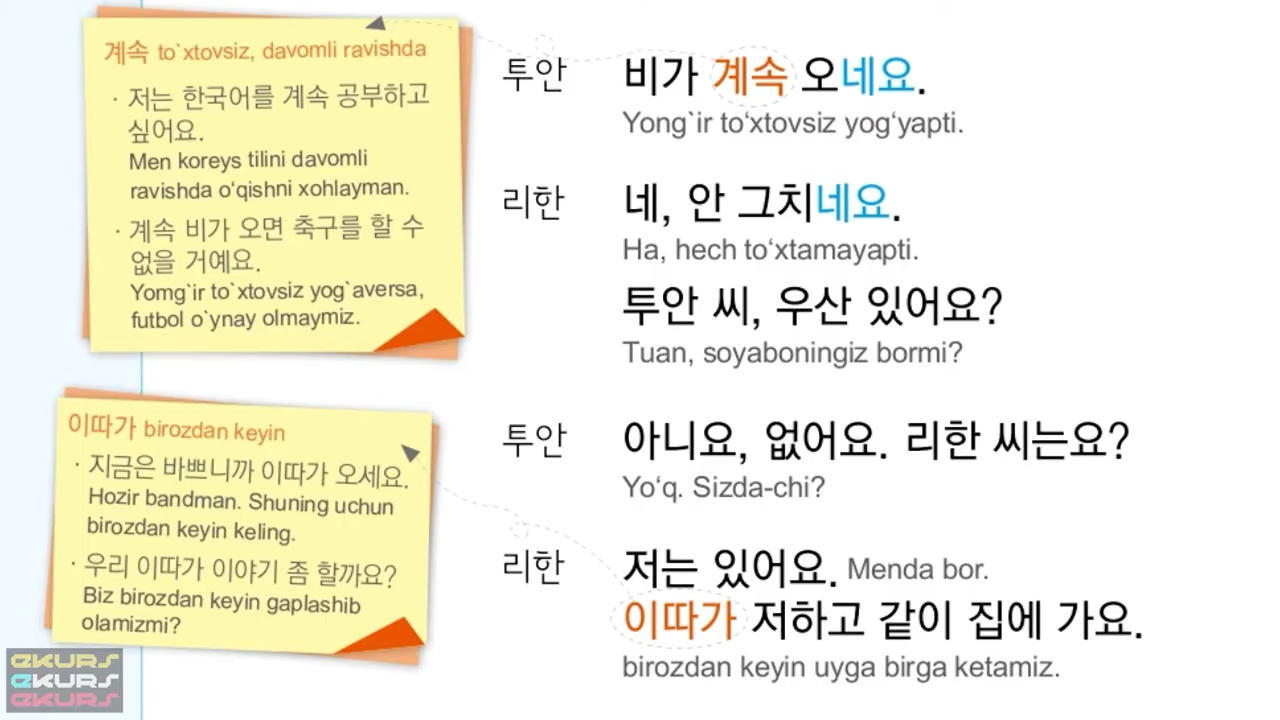 계속 to`xtovsiz, davomli ravishda
· 저는 한국어를 계속 공부하고
싶어요.
Men koreys tilini davomli
ravishda o‘qishni xohlayman.
· 계속 비가 오면 축구를 할 수
없을 거예요.
Yomg`ir to`xtovsiz yog`aversa,
futbol o`ynay olmaymiz.
이따가 birozdan keyin
· 지금은 바쁘니까 이따가 오세요.
Hozir bandman. Shuning uchun
birozdan keyin keling.
· 우리 이따가 이야기 좀 할까요?
Biz birozdan keyin gaplashib
olamizmi?
투안 비가 계속 오네요.
Yong`ir to‘xtovsiz yog‘yapti.
리한 네, 안 그치네요.
Ha, hech to‘xtamayapti.
투안 씨, 우산 있어요?
Tuan, soyaboningiz bormi?
투안 아니요, 없어요. 리한 씨는요?
Yo‘q. Sizda-chi?
리한 저는 있어요. Menda bor.
이따가 저하고 같이 집에 가요.
birozdan keyin uyga birga ketamiz.
eKURS
eKURS
eKURS